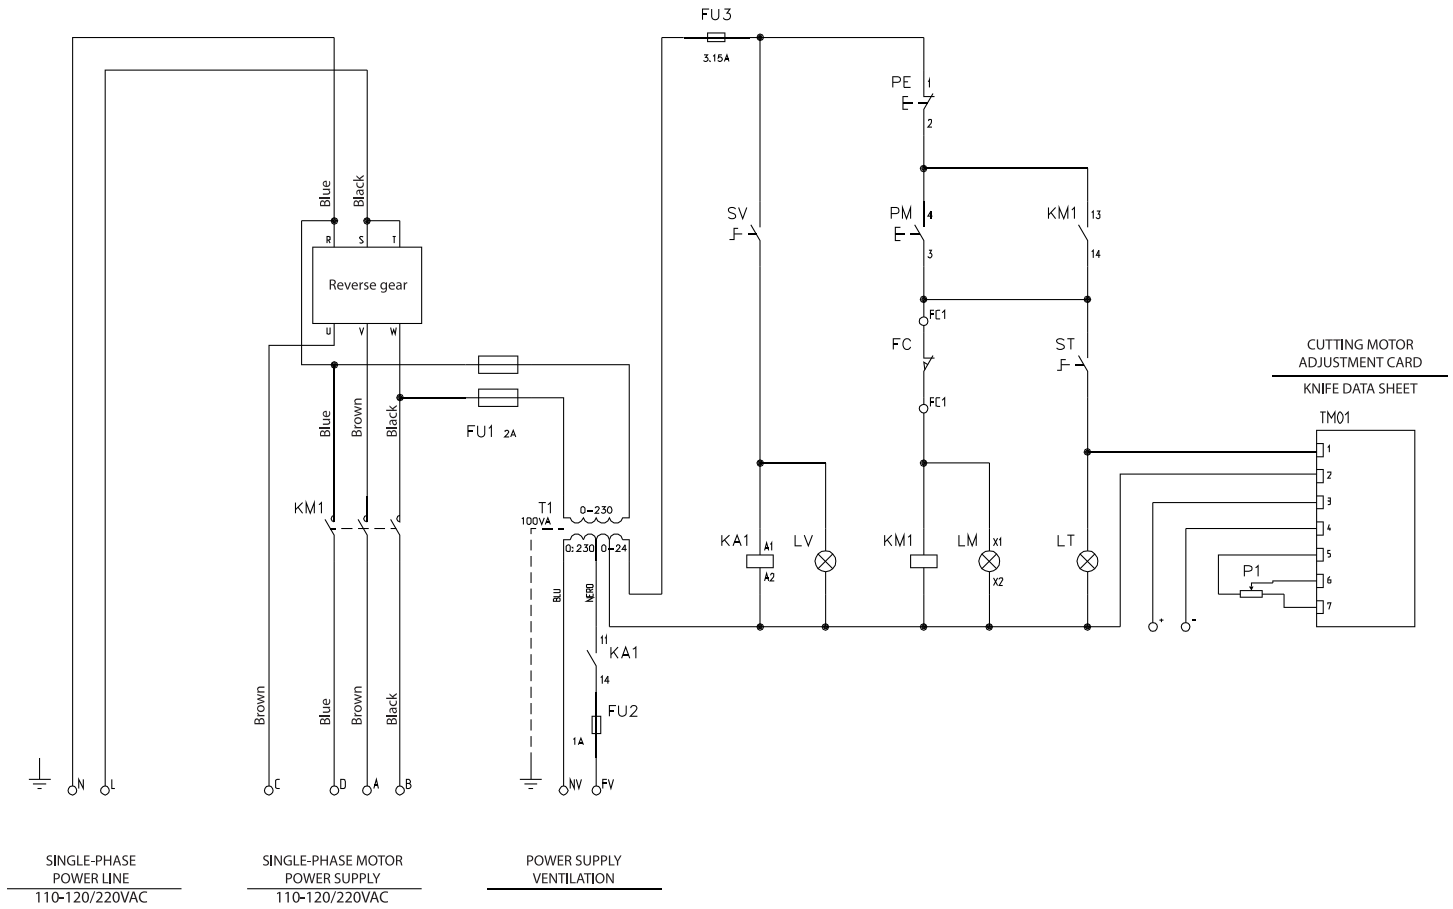 FU3
3.15A
PE 1
2
Blue
Black
SV
PM 4
3
KM1 13
14
R S T
Reverse gear
U V W
FC1
FC
FC1
ST
CUTTING MOTOR
ADJUSTMENT CARD
KNIFE DATA SHEET
TM01
1
2
3
4
5
6
7
P1
+ -
Blue
Brown
Black
FU1 2A
KM1
T1
100VA
0-230
0:230 0-24
BLU
NERO
KA1 A1
A2
LV
KM1
LM X1
X2
LT
11
KA1
14
FU2
1A
Brown
Blue
Brown
Black
N L C D A B NV FV
SINGLE-PHASE
POWER LINE
110-120/220VAC
SINGLE-PHASE MOTOR
POWER SUPPLY
110-120/220VAC
POWER SUPPLY
VENTILATION